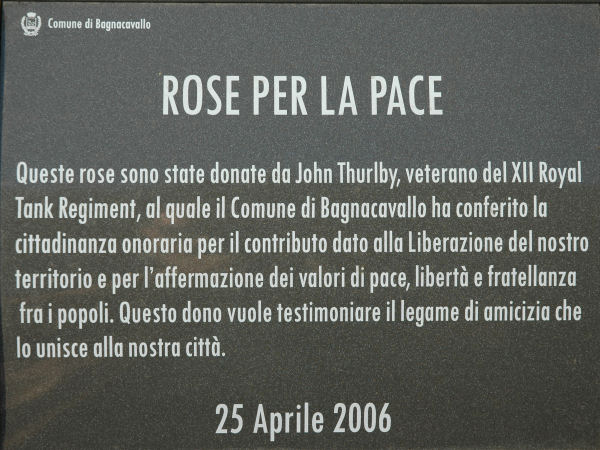 Comune di Bagnacavallo
ROSE PER LA PACE
Queste rose sono state donate da John Thurlby, veterano del XII Royal
Tank Regiment, al quale il Comune di Bagnacavallo ha conferito la
cittadinanza onoraria per il contributo dato alla Liberazione del nostro
territorio e per l'affermazione dei valori di pace, libertà e fratellanza
fra i popoli. Questo dono vuole testimoniare il legame di amicizia che
lo unisce alla nostra città.
25 Aprile 2006